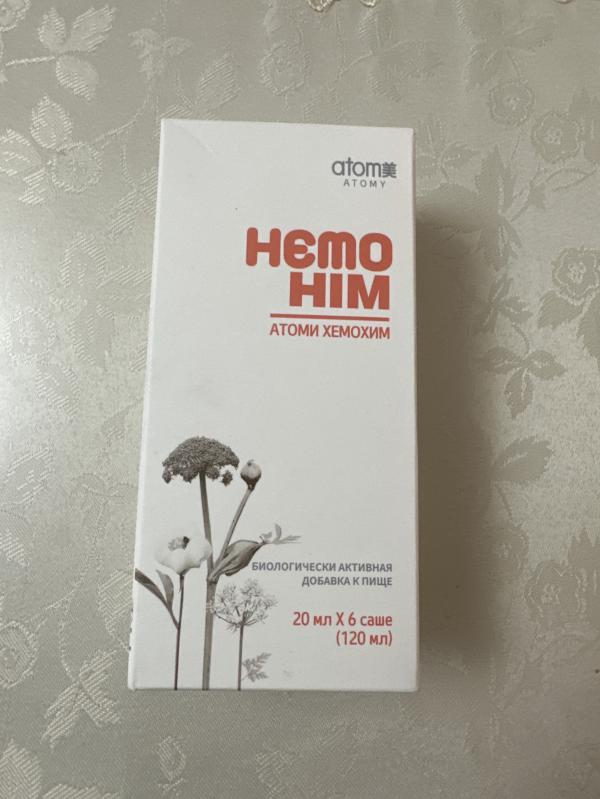 atom美
ATOMY
HEMO
HIM
АТОМИ ХЕМОХИМ
БИОЛОГИЧЕСКИ АКТИВНАЯ
ДОБАВКА К ПИЩЕ
20 мл X 6 саше
(120 мл)